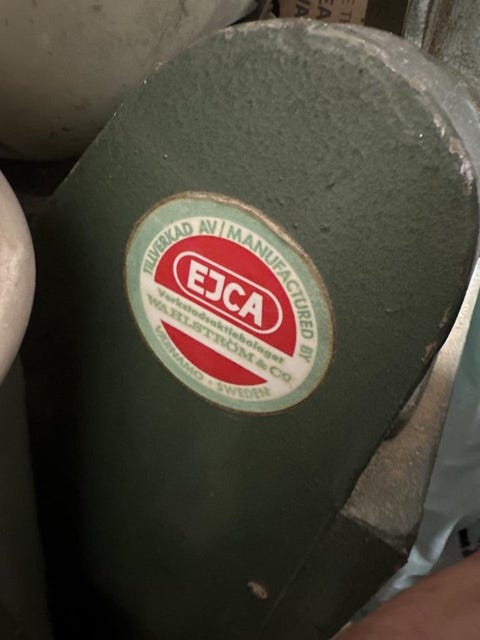 TILLVERKAD AV / MANUFACTURED BY
EJCA
Verkstadsaktiebolaget
WAHLSTRÖM & Co.
VÄRNAMO - SWEDEN